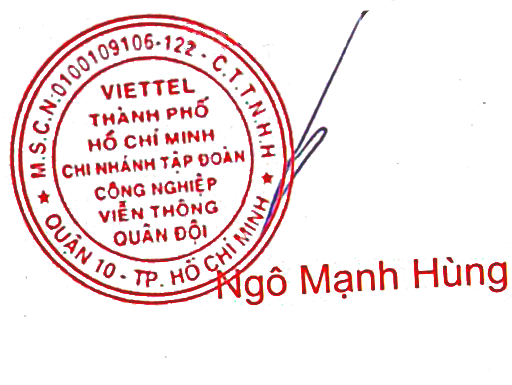 M.S.C.N:0100109106-122 - C.T.T.N.H.H
VIETTEL
THÀNH PHỐ
HỒ CHÍ MINH
CHI NHÁNH TẬP ĐOÀN
CÔNG NGHIỆP
VIỄN THÔNG
QUÂN ĐỘI
★ QUẬN 10 - TP. HỒ CHÍ MINH ★
Ngô Mạnh Hùng